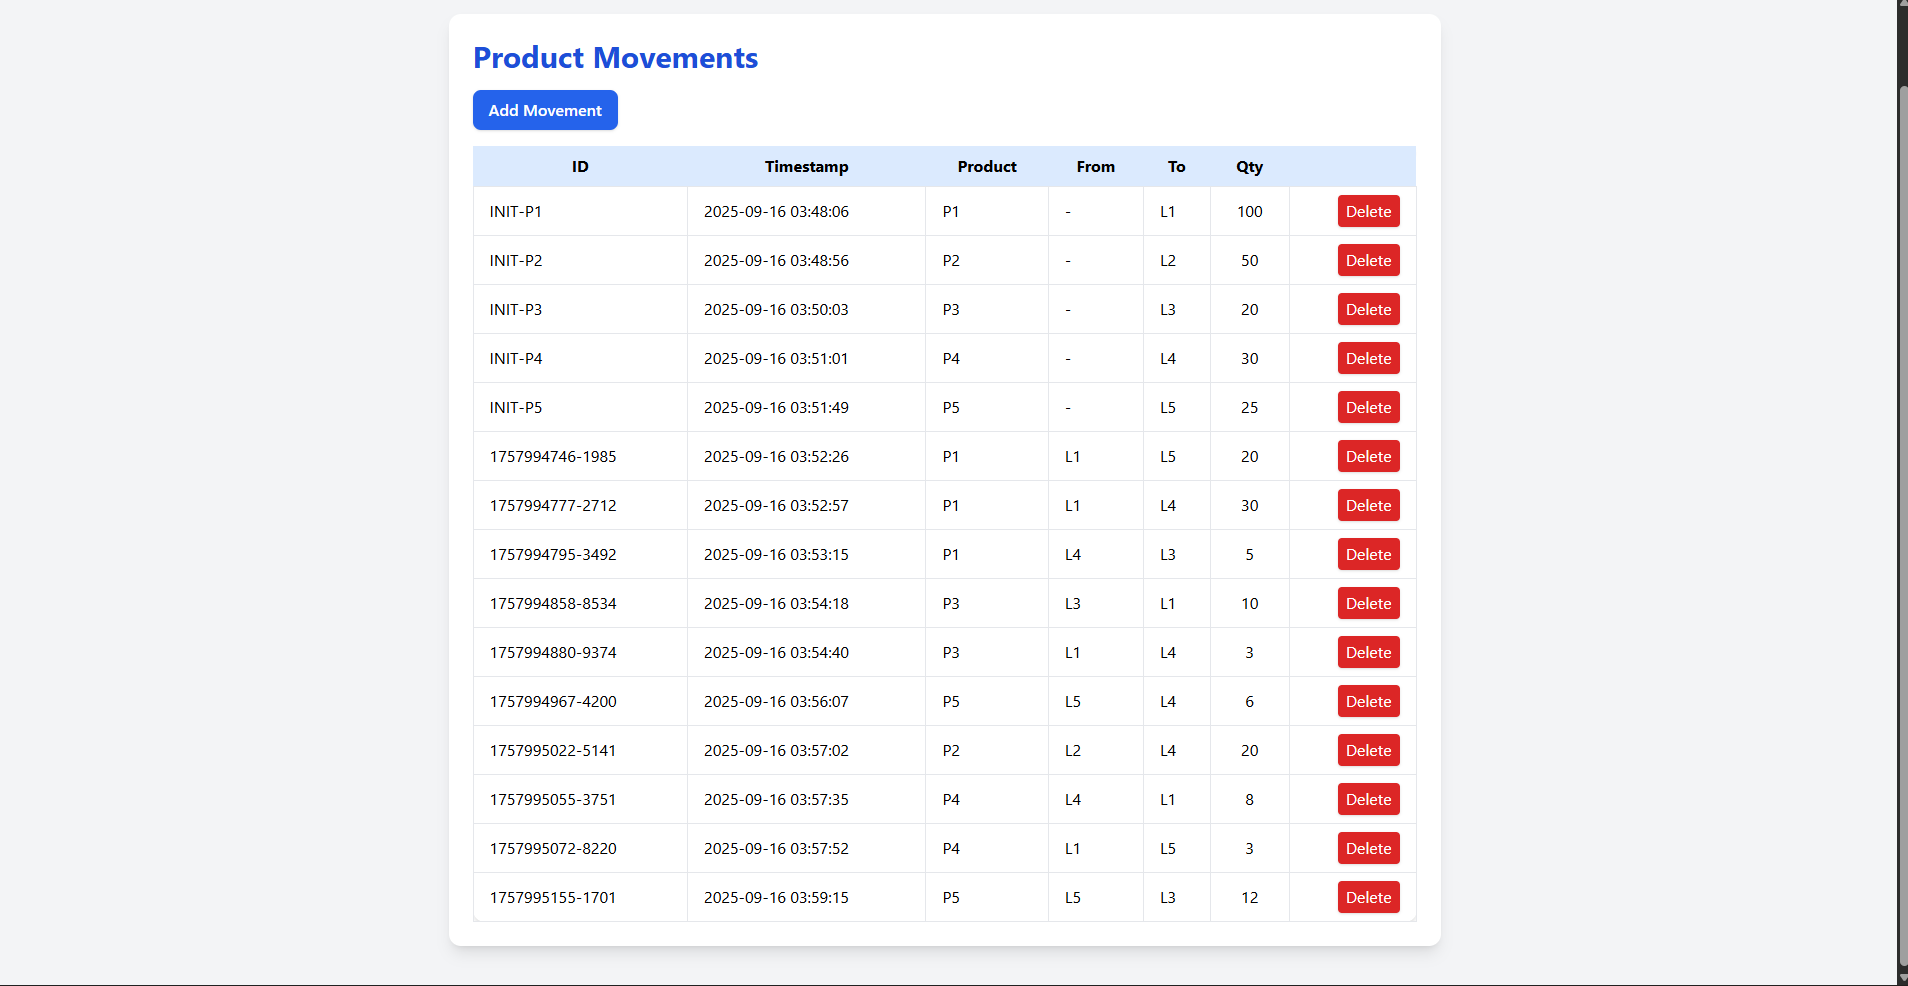 Product Movements
Add Movement
ID Timestamp Product From To Qty
INIT-P1 2025-09-16 03:48:06 P1 - L1 100 Delete
INIT-P2 2025-09-16 03:48:56 P2 - L2 50 Delete
INIT-P3 2025-09-16 03:50:03 P3 - L3 20 Delete
INIT-P4 2025-09-16 03:51:01 P4 - L4 30 Delete
INIT-P5 2025-09-16 03:51:49 P5 - L5 25 Delete
1757994746-1985 2025-09-16 03:52:26 P1 L1 L5 20 Delete
1757994777-2712 2025-09-16 03:52:57 P1 L1 L4 30 Delete
1757994795-3492 2025-09-16 03:53:15 P1 L4 L3 5 Delete
1757994858-8534 2025-09-16 03:54:18 P3 L3 L1 10 Delete
1757994880-9374 2025-09-16 03:54:40 P3 L1 L4 3 Delete
1757994967-4200 2025-09-16 03:56:07 P5 L5 L4 6 Delete
1757995022-5141 2025-09-16 03:57:02 P2 L2 L4 20 Delete
1757995055-3751 2025-09-16 03:57:35 P4 L4 L1 8 Delete
1757995072-8220 2025-09-16 03:57:52 P4 L1 L5 3 Delete
1757995155-1701 2025-09-16 03:59:15 P5 L5 L3 12 Delete